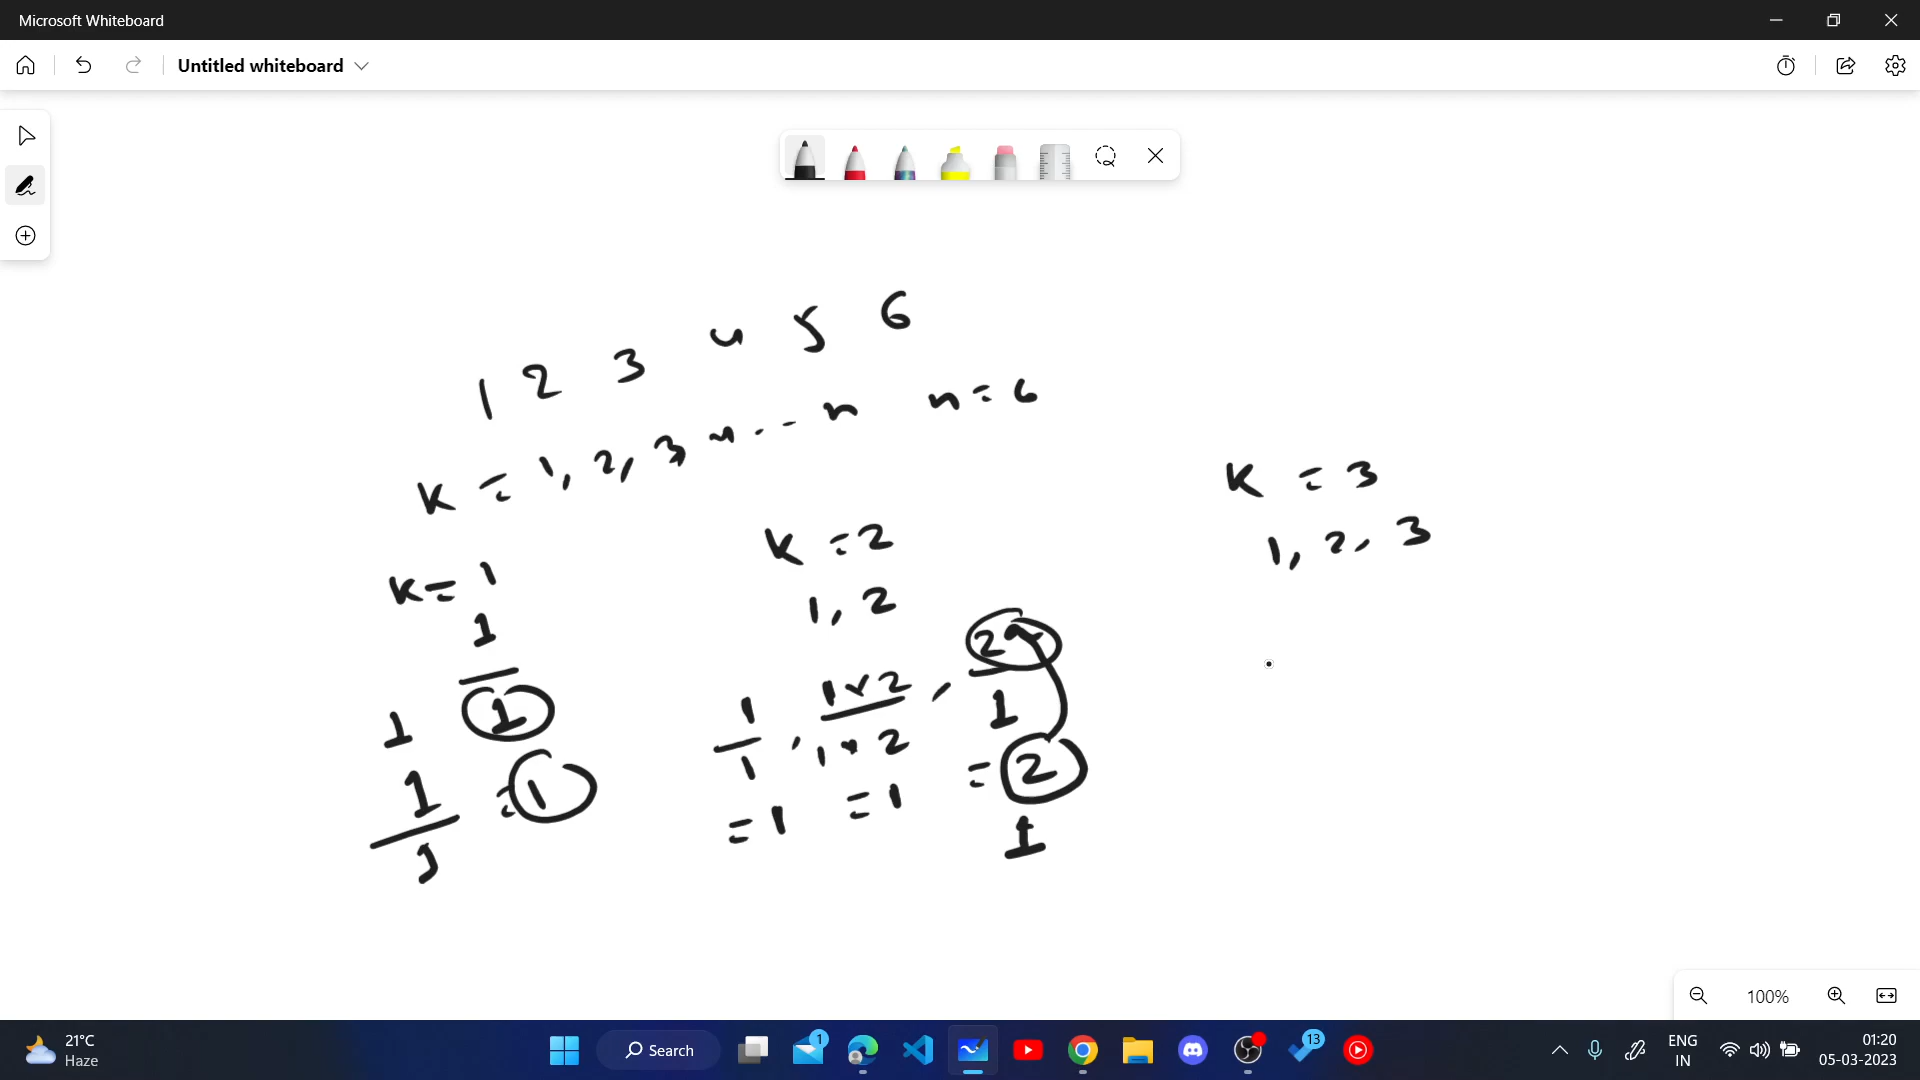 Microsoft Whiteboard
Untitled whiteboard
1 2 3 4 5 6
k = 1, 2, 3 4 . - - n n = 6
k = 1
1
1
1
1
= 1
1
k = 2
1, 2
1
1
, 1 x 2
1 x 2
, 2
1
= 1 = 1 = 2
1
k = 3
1, 2, 3
100%
21°C
Haze
Search
1
13
ENG
IN
01:20
05-03-2023